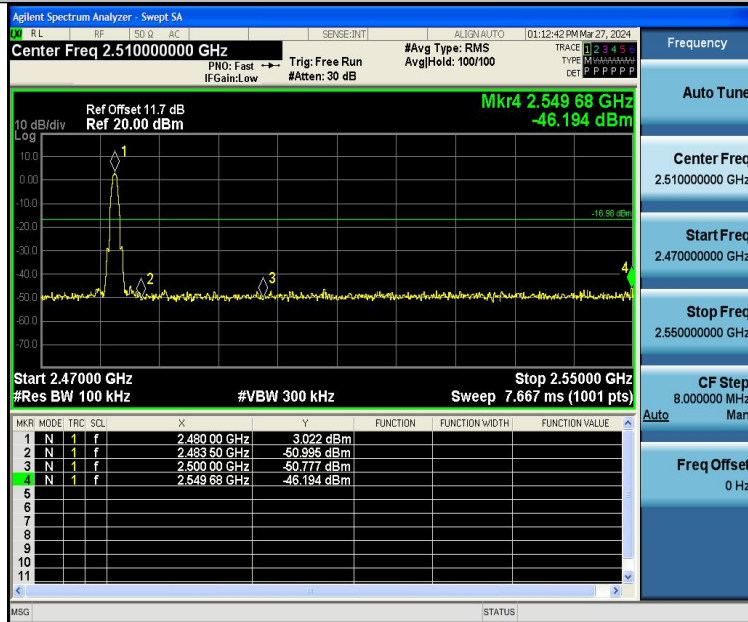 Agilent Spectrum Analyzer - Swept SA
LXI RL RF 50 Ω AC SENSE:INT ALIGN AUTO 01:12:42 PM Mar 27, 2024
Center Freq 2.510000000 GHz
#Avg Type: RMS
TRACE 1 2 3 4 5 6
PNO: Fast Trig: Free Run Avg|Hold: 100/100
TYPE M
IFGain:Low #Atten: 30 dB
DET P P P P P P
Mkr4 2.549 68 GHz
-46.194 dBm
Ref Offset 11.7 dB
10 dB/div Ref 20.00 dBm
Log
10.0
0.00
-10.0
-20.0
-30.0
-40.0
-50.0
-60.0
-70.0
1
2
3
4
-16.98 dBm
Start 2.47000 GHz Stop 2.55000 GHz
#Res BW 100 kHz #VBW 300 kHz Sweep 7.667 ms (1001 pts)
MKR MODE TRC SCL X Y FUNCTION FUNCTION WIDTH FUNCTION VALUE
1 N 1 f 2.480 00 GHz 3.022 dBm
2 N 1 f 2.483 50 GHz -50.995 dBm
3 N 1 f 2.500 00 GHz -50.777 dBm
4 N 1 f 2.549 68 GHz -46.194 dBm
5
6
7
8
9
10
11
MSG STATUS
Frequency
Auto Tune
Center Freq
2.510000000 GHz
Start Freq
2.470000000 GHz
Stop Freq
2.550000000 GHz
CF Step
8.000000 MHz
Auto Man
Freq Offset
0 Hz